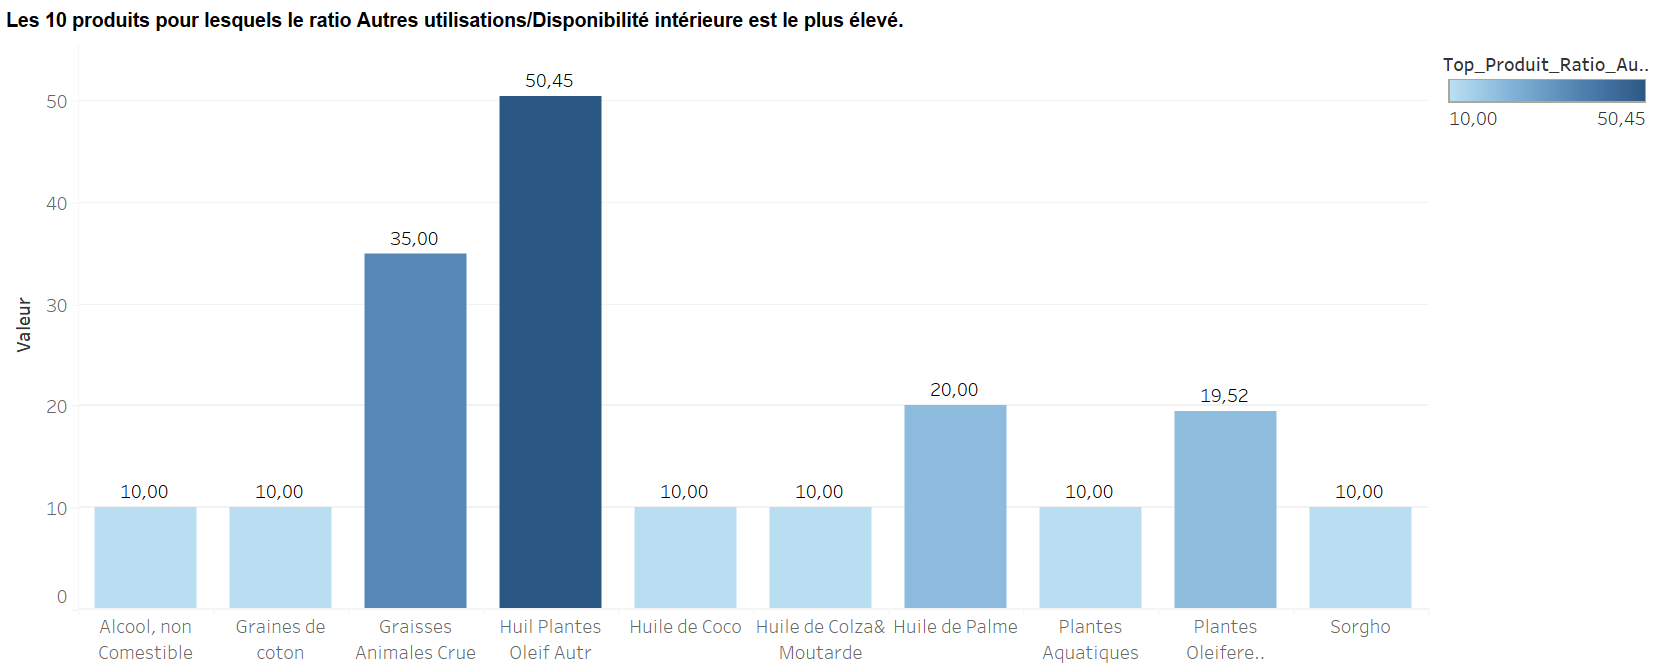 Les 10 produits pour lesquels le ratio Autres utilisations/Disponibilité intérieure est le plus élevé.
Top_Produit_Ratio_Au..
10,00 50,45
Valeur
50
40
30
20
10
0
10,00
10,00
35,00
50,45
10,00
10,00
20,00
10,00
19,52
10,00
Alcool, non
Comestible
Graines de
coton
Graisses
Animales Crue
Huil Plantes
Oleif Autr
Huile de Coco
Huile de Colza&
Moutarde
Huile de Palme
Plantes
Aquatiques
Plantes
Oleifere..
Sorgho